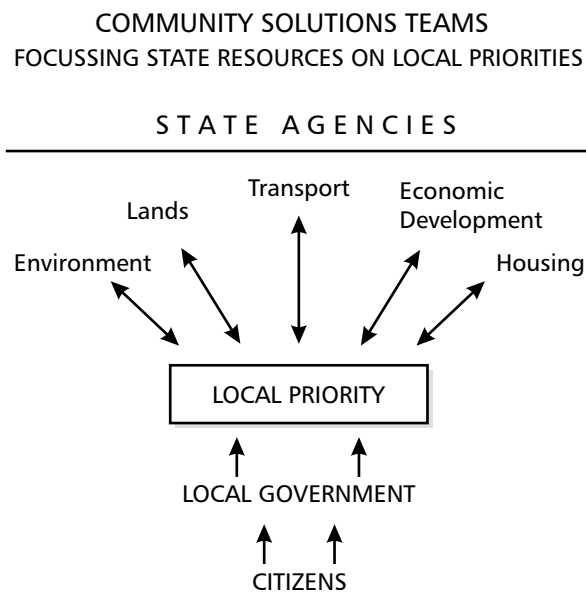 COMMUNITY SOLUTIONS TEAMS
FOCUSSING STATE RESOURCES ON LOCAL PRIORITIES
STATE AGENCIES
Environment
Lands
Transport
Economic
Development
Housing
LOCAL PRIORITY
LOCAL GOVERNMENT
CITIZENS